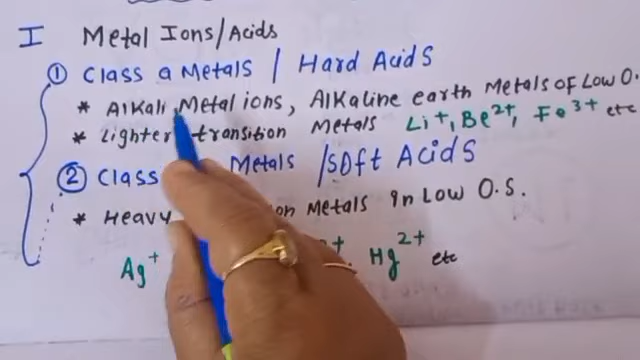 I Metal Ions/Acids
① Class a Metals / Hard Acids
* Alkali Metal ions, Alkaline earth Metals of Low O.
* Lighter transition Metals Li⁺, Be²⁺, Fe³⁺ etc
② Class Metals /Soft Acids
* Heavy Metals in Low O.S.
Ag⁺ Hg²⁺ etc